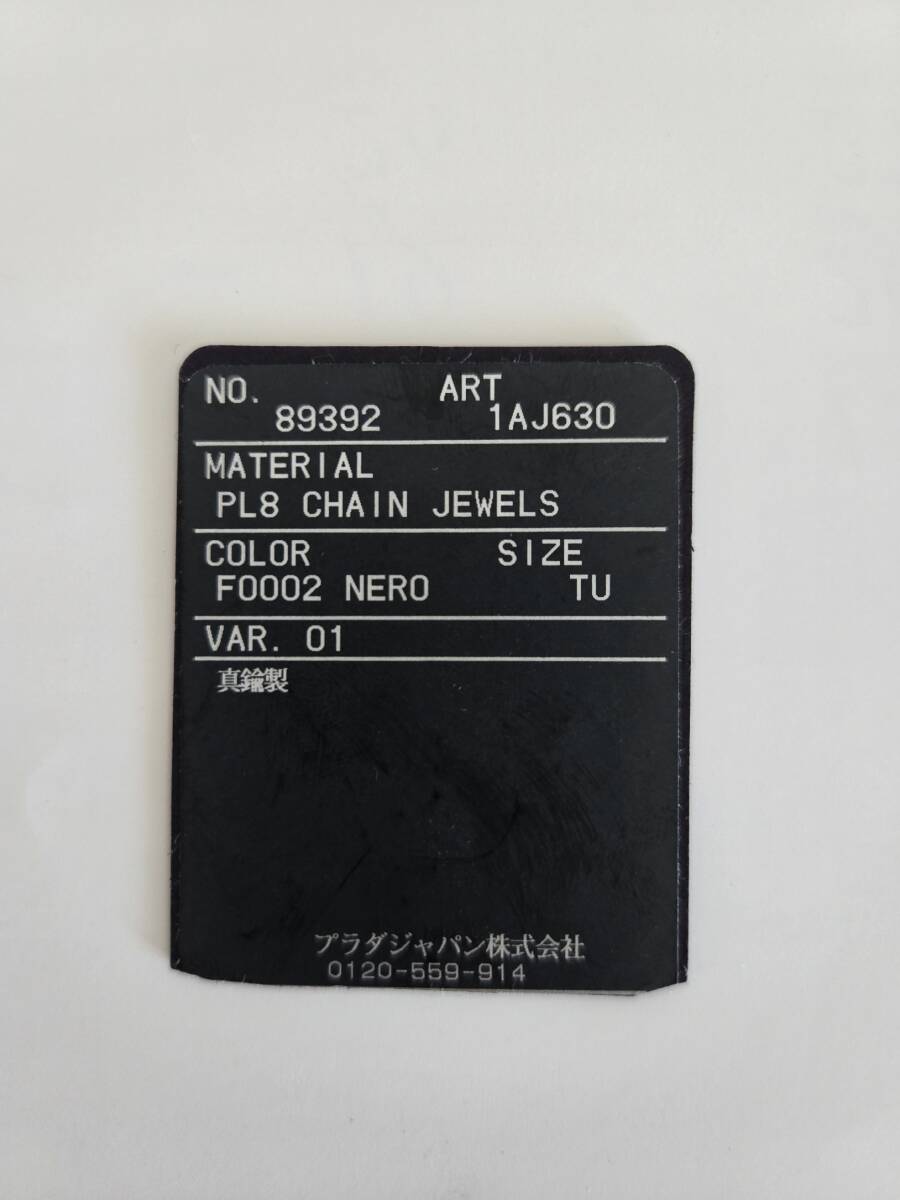 NO. ART
89392 1AJ630
MATERIAL
PL8 CHAIN JEWELS
COLOR SIZE
F0002 NERO TU
VAR. 01
真鍮製
プラダジャパン株式会社
0120-559-914